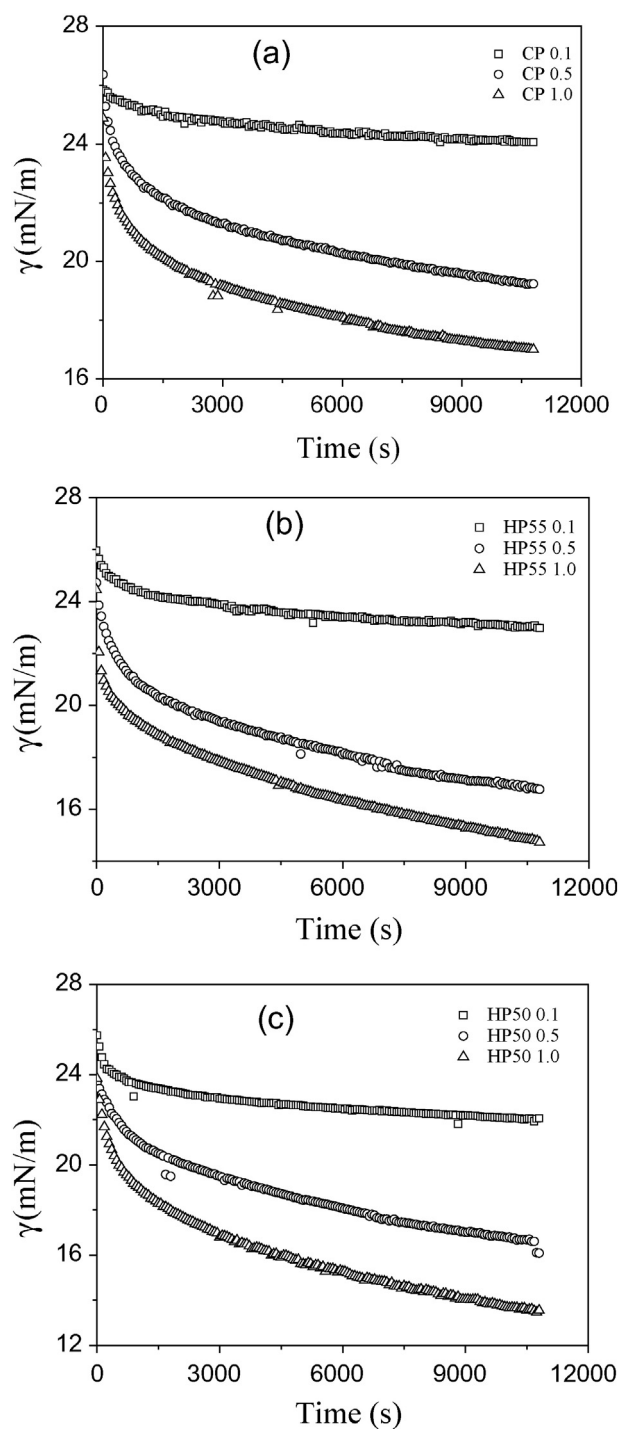 (a)
□ CP 0.1
○ CP 0.5
△ CP 1.0
28
24
20
16
γ(mN/m)
0 3000 6000 9000 12000
Time (s)
(b)
□ HP55 0.1
○ HP55 0.5
△ HP55 1.0
28
24
20
16
γ(mN/m)
0 3000 6000 9000 12000
Time (s)
(c)
□ HP50 0.1
○ HP50 0.5
△ HP50 1.0
28
24
20
16
12
γ(mN/m)
0 3000 6000 9000 12000
Time (s)